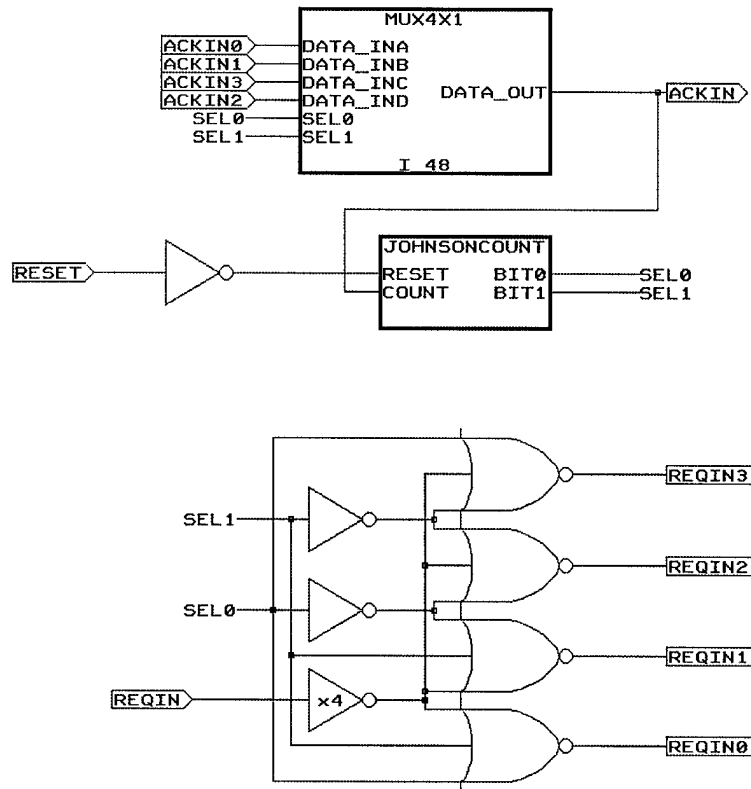 MUX4X1
ACKIN0 DATA_INA
ACKIN1 DATA_INB
ACKIN3 DATA_INC
ACKIN2 DATA_IND
DATA_OUT ACKIN
SEL0 SEL0
SEL1 SEL1
I_48
JOHNSONCOUNT
RESET RESET BIT0 SEL0
COUNT BIT1 SEL1
REQIN3
SEL1
REQIN2
SEL0
REQIN1
REQIN x4
REQIN0